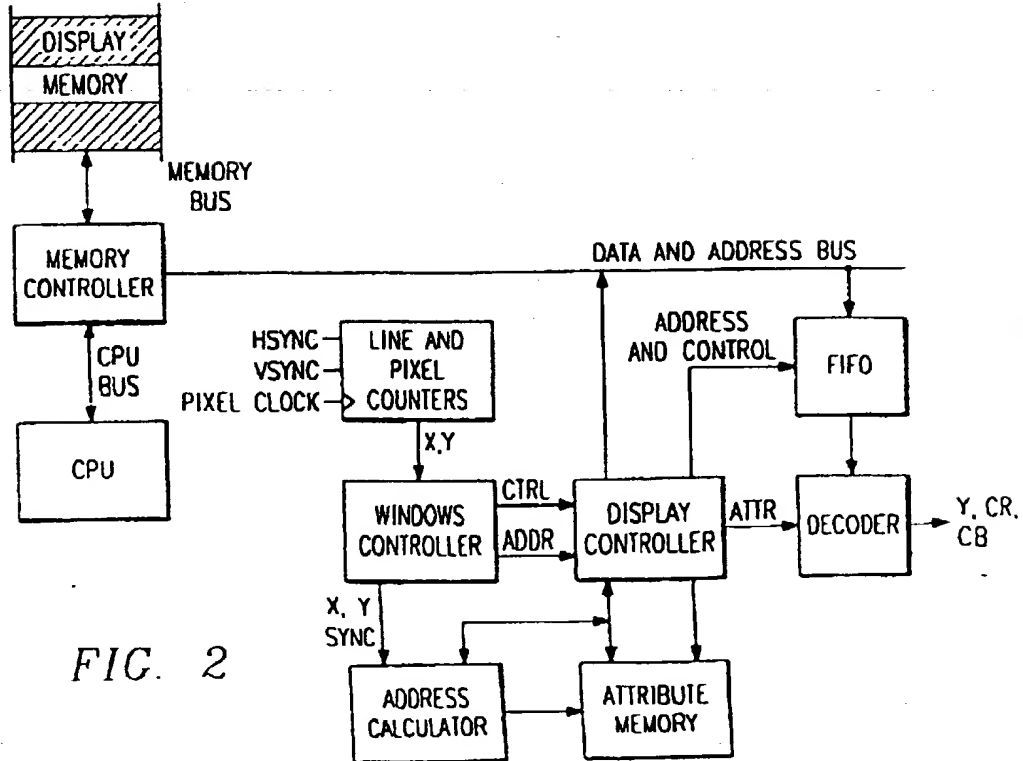 DISPLAY
MEMORY
MEMORY
BUS
MEMORY
CONTROLLER
DATA AND ADDRESS BUS
CPU
BUS
CPU
HSYNC
VSYNC
PIXEL CLOCK
LINE AND
PIXEL
COUNTERS
X,Y
ADDRESS
AND CONTROL
FIFO
WINDOWS
CONTROLLER
CTRL
ADDR
DISPLAY
CONTROLLER
ATTR
DECODER
Y, CR,
CB
X, Y
SYNC
ADDRESS
CALCULATOR
ATTRIBUTE
MEMORY
FIG. 2